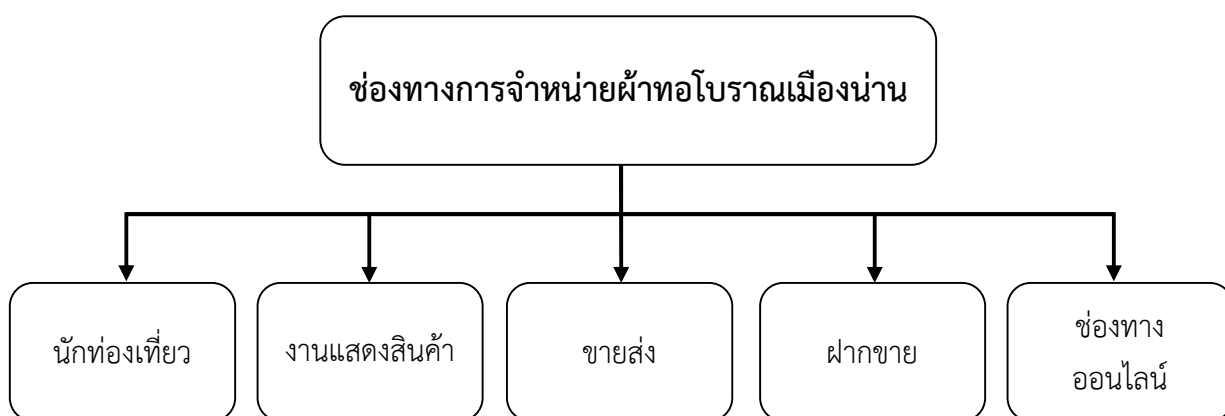 ช่องทางการจำหน่ายผ้าทอโบราณเมืองน่าน
นักท่องเที่ยว
งานแสดงสินค้า
ขายส่ง
ฝากขาย
ช่องทาง
ออนไลน์